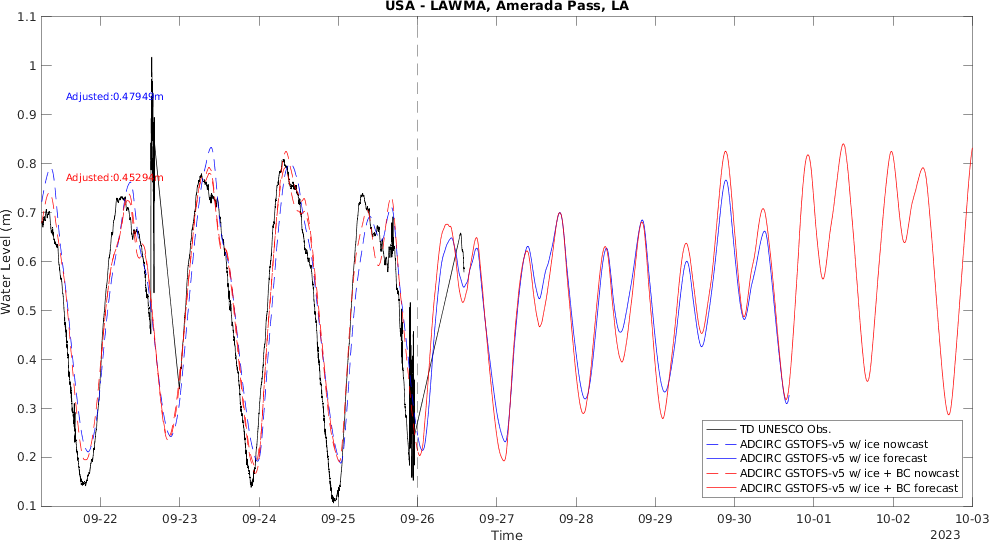 USA - LAWMA, Amerada Pass, LA
1.1
1
0.9
0.8
0.7
0.6
0.5
0.4
0.3
0.2
0.1
Water Level (m)
Adjusted:0.47949m
Adjusted:0.45294m
TD UNESCO Obs.
ADCIRC GSTOFS-v5 w/ ice nowcast
ADCIRC GSTOFS-v5 w/ ice forecast
ADCIRC GSTOFS-v5 w/ ice + BC nowcast
ADCIRC GSTOFS-v5 w/ ice + BC forecast
09-22 09-23 09-24 09-25 09-26 09-27 09-28 09-29 09-30 10-01 10-02 10-03
Time
2023